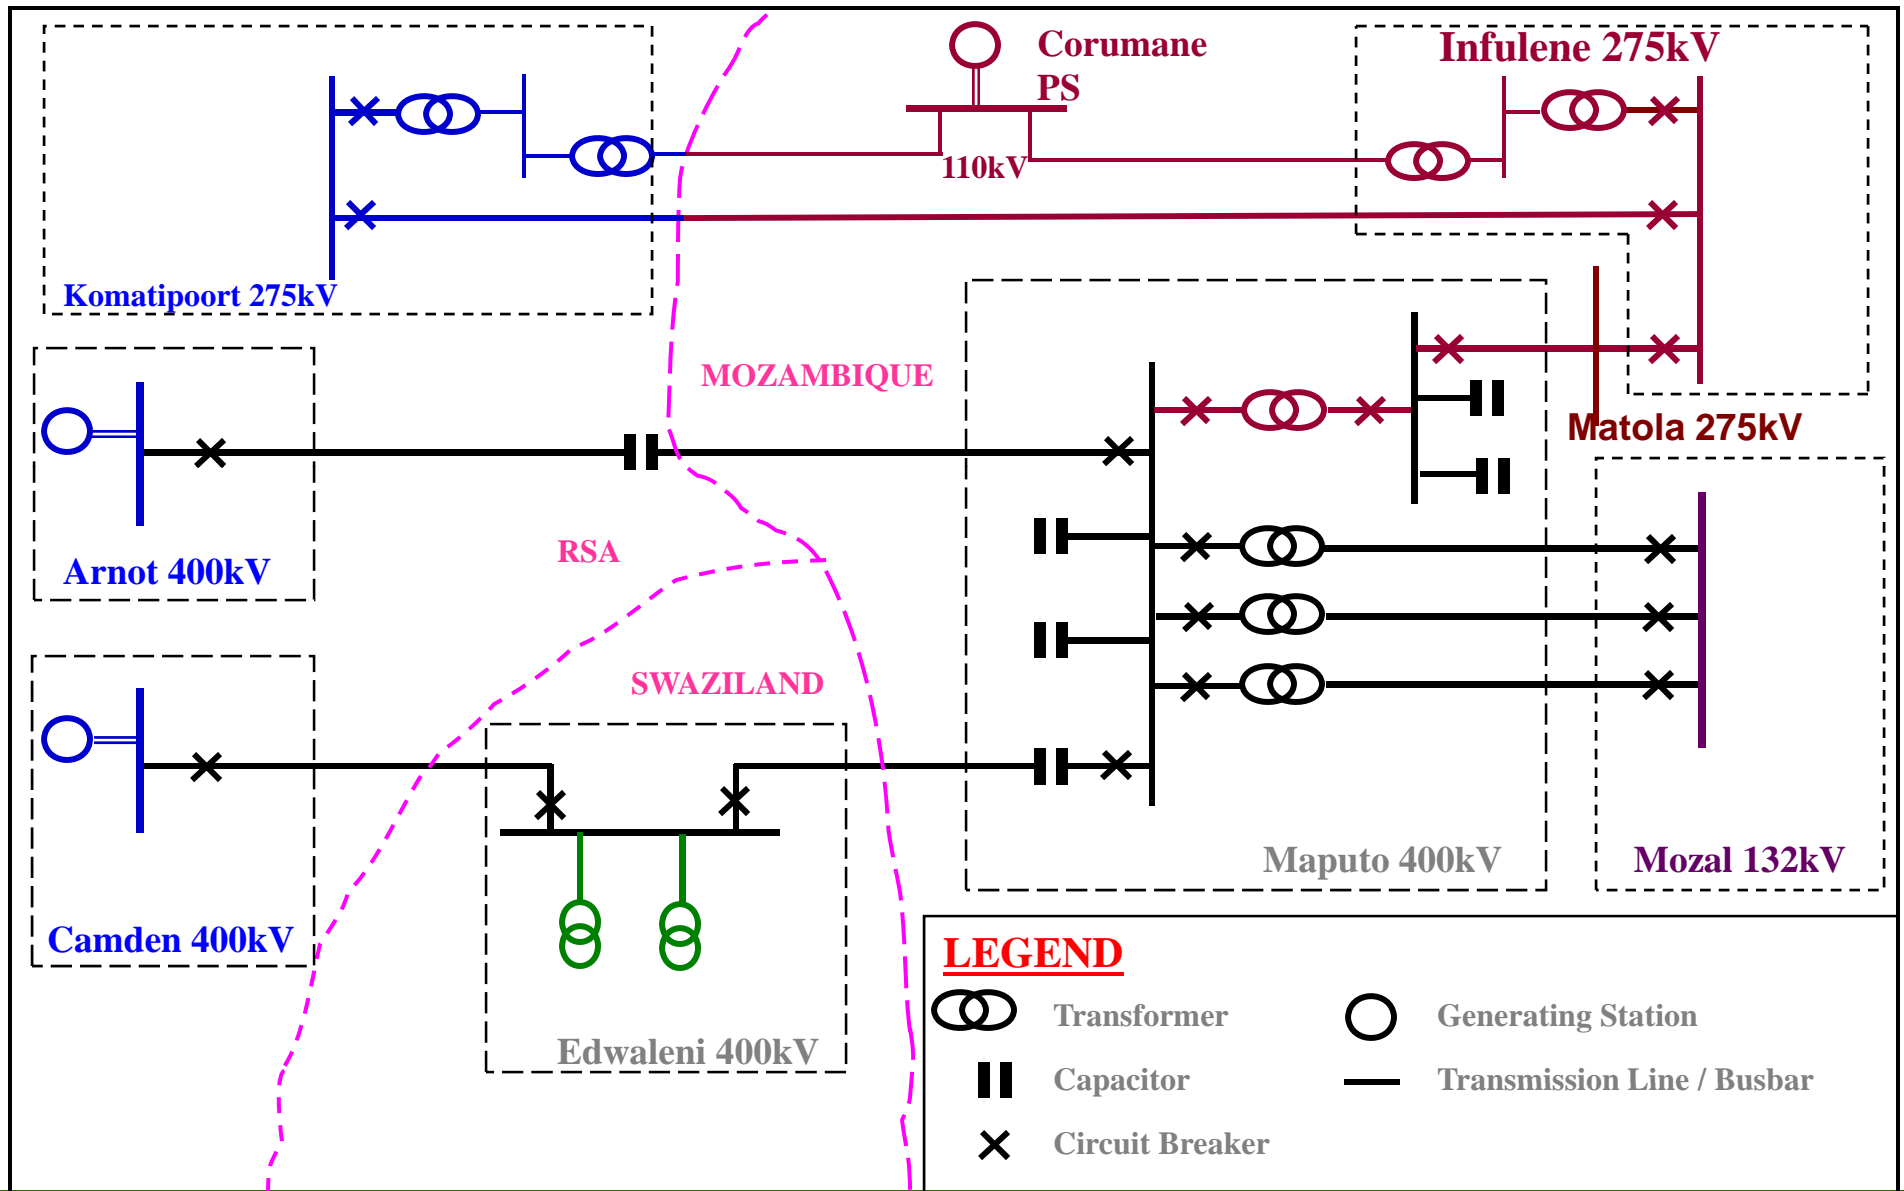 Corumane
PS
Infulene 275kV
110kV
Komatipoort 275kV
MOZAMBIQUE
Matola 275kV
RSA
Arnot 400kV
SWAZILAND
Maputo 400kV
Mozal 132kV
Camden 400kV
Edwaleni 400kV
LEGEND
Transformer
Generating Station
Capacitor
Transmission Line / Busbar
Circuit Breaker